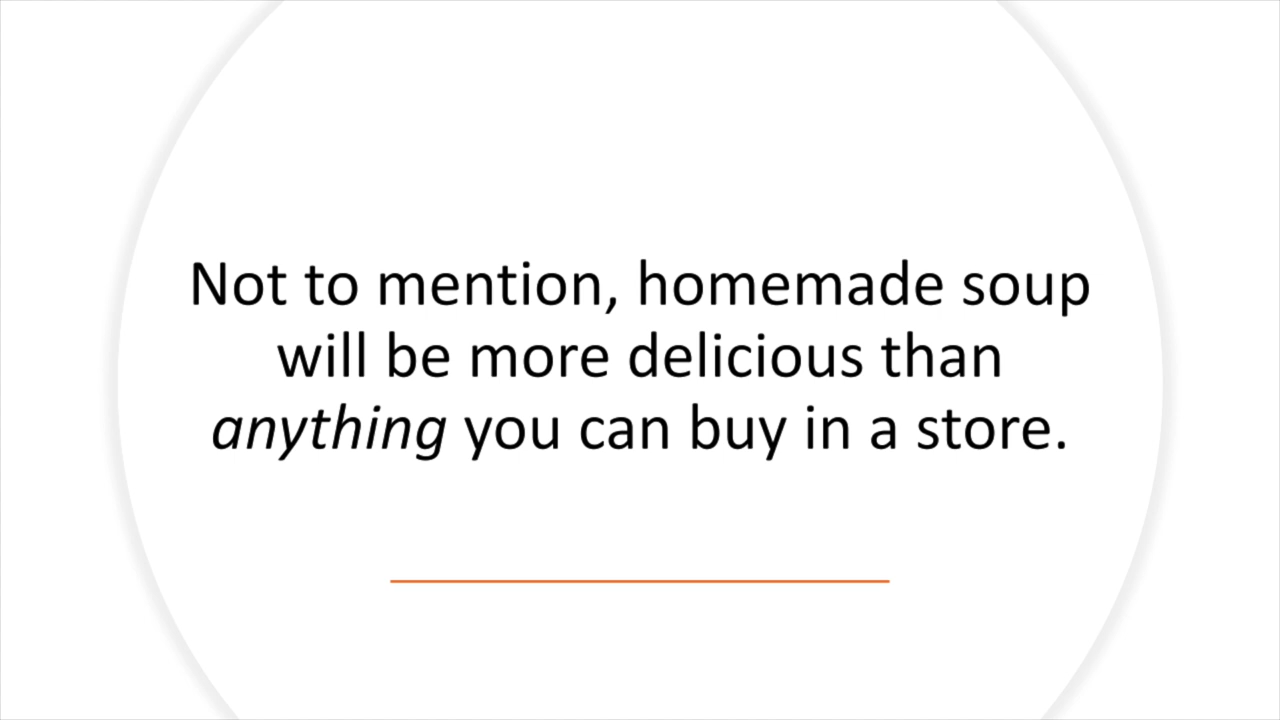 Not to mention, homemade soup
will be more delicious than
anything you can buy in a store.